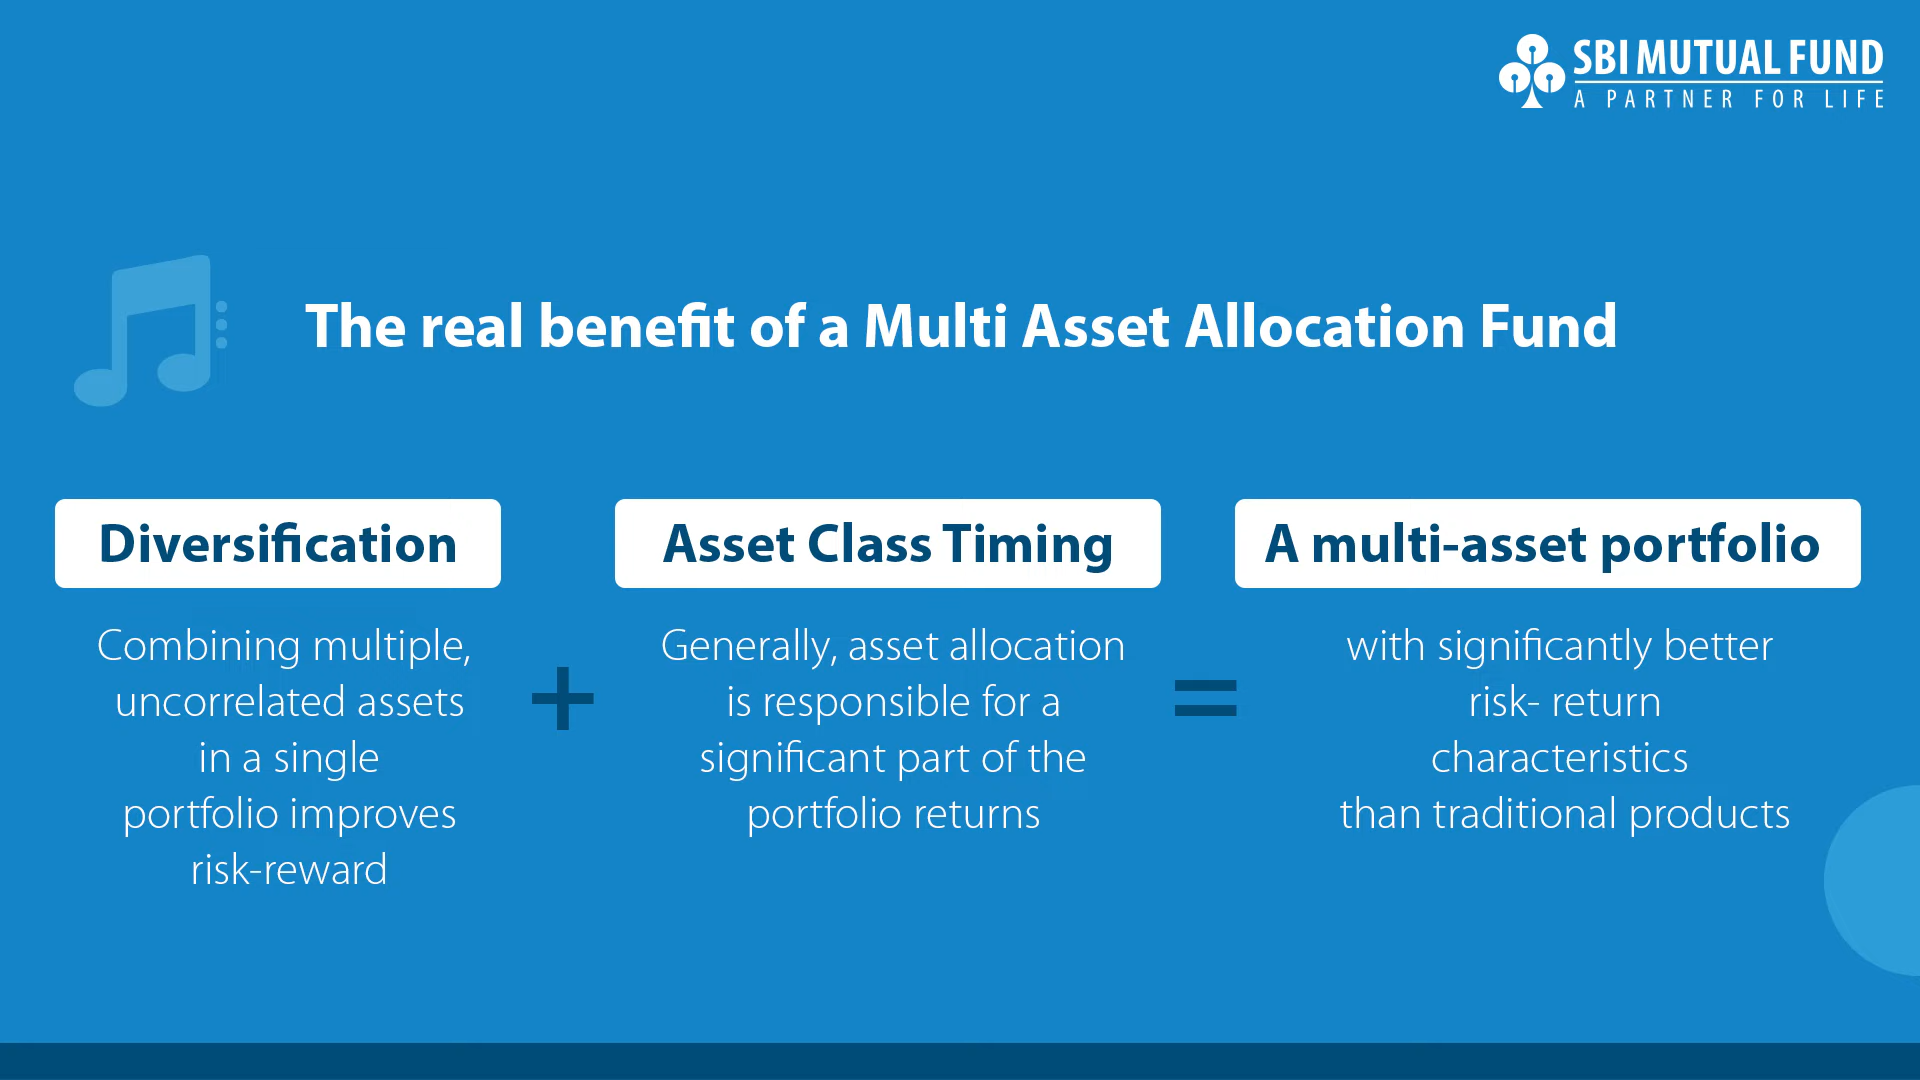 SBI MUTUAL FUND
A PARTNER FOR LIFE
The real benefit of a Multi Asset Allocation Fund
Diversification
Combining multiple,
uncorrelated assets
in a single
portfolio improves
risk-reward
+
Asset Class Timing
Generally, asset allocation
is responsible for a
significant part of the
portfolio returns
=
A multi-asset portfolio
with significantly better
risk- return
characteristics
than traditional products